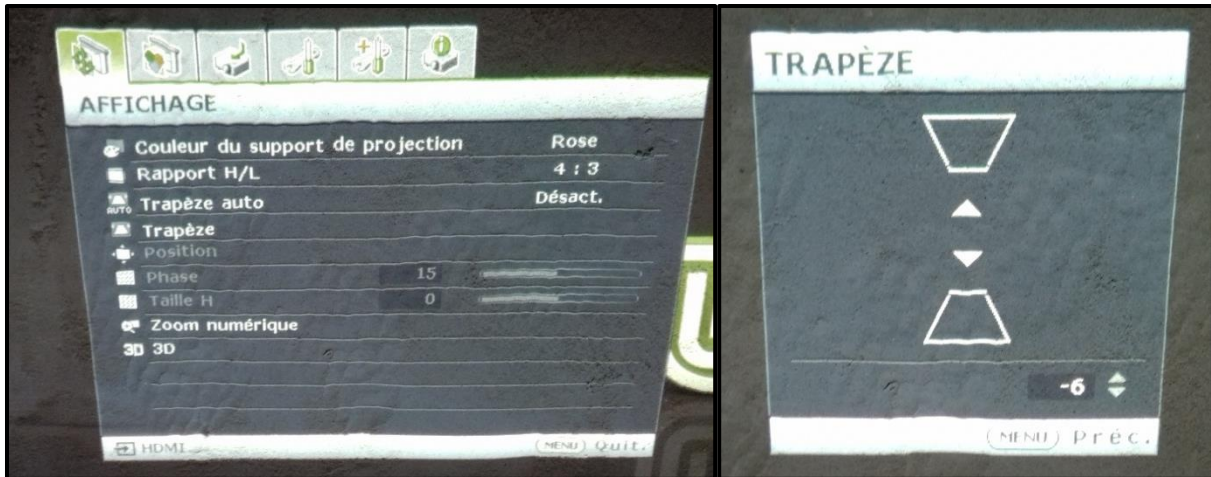 AFFICHAGE
Couleur du support de projection Rose
Rapport H/L 4 : 3
AUTO Trapèze auto Désact.
Trapèze
Position
Phase 15
Taille H 0
Zoom numérique
3D 3D
HDMI MENU Quit.
TRAPÈZE
-6
MENU Préc.